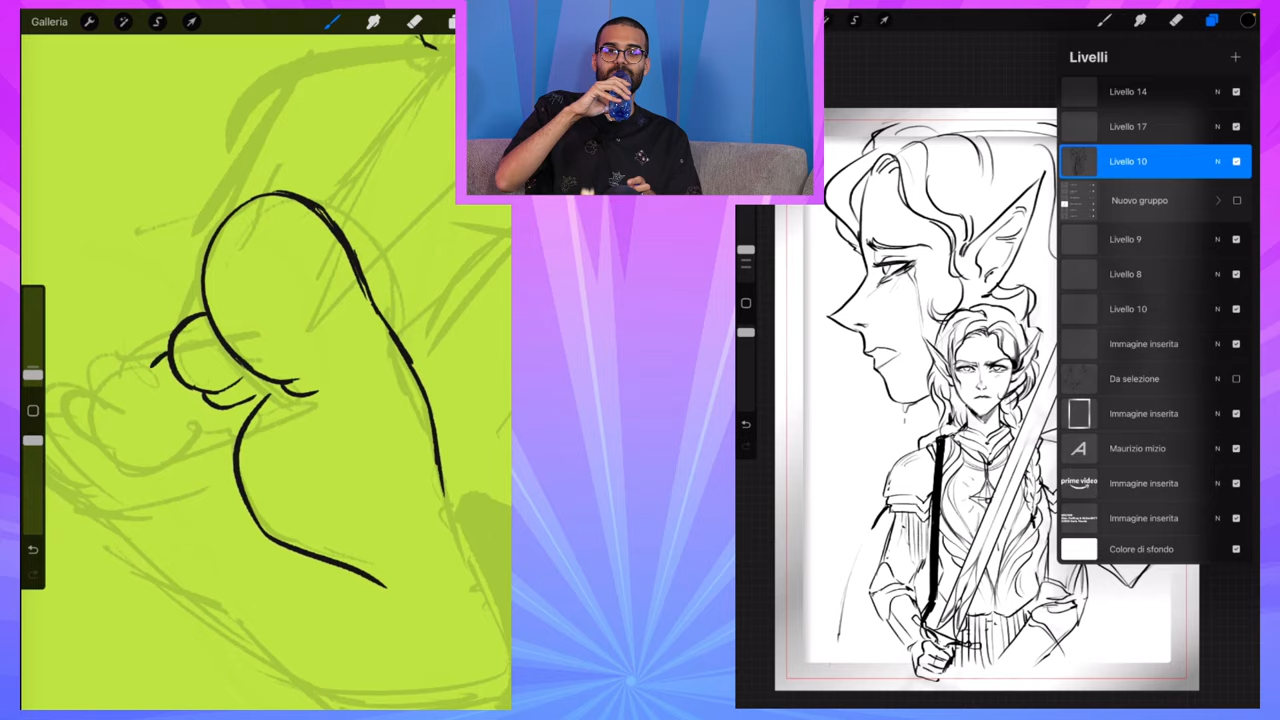 Galleria
Livelli
Livello 14 N
Livello 17 N
Livello 10 N
Nuovo gruppo
Livello 9 N
Livello 8 N
Livello 10 N
Immagine inserita N
Da selezione N
Immagine inserita N
Maurizio mizio N
prime video
Immagine inserita N
Immagine inserita N
Colore di sfondo